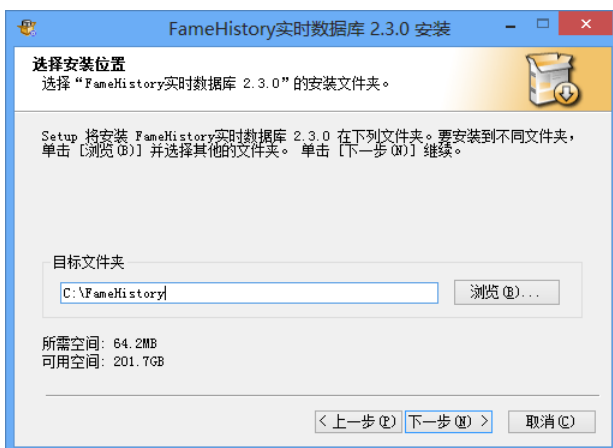 FameHistory实时数据库 2.3.0 安装
选择安装位置
选择“FameHistory实时数据库 2.3.0”的安装文件夹。
Setup 将安装 FameHistory实时数据库 2.3.0 在下列文件夹。要安装到不同文件夹，
单击 [浏览(B)] 并选择其他的文件夹。 单击 [下一步(N)] 继续。
目标文件夹
C:\FameHistory
浏览(B)...
所需空间: 64.2MB
可用空间: 201.7GB
< 上一步(P) 下一步(N) > 取消(C)